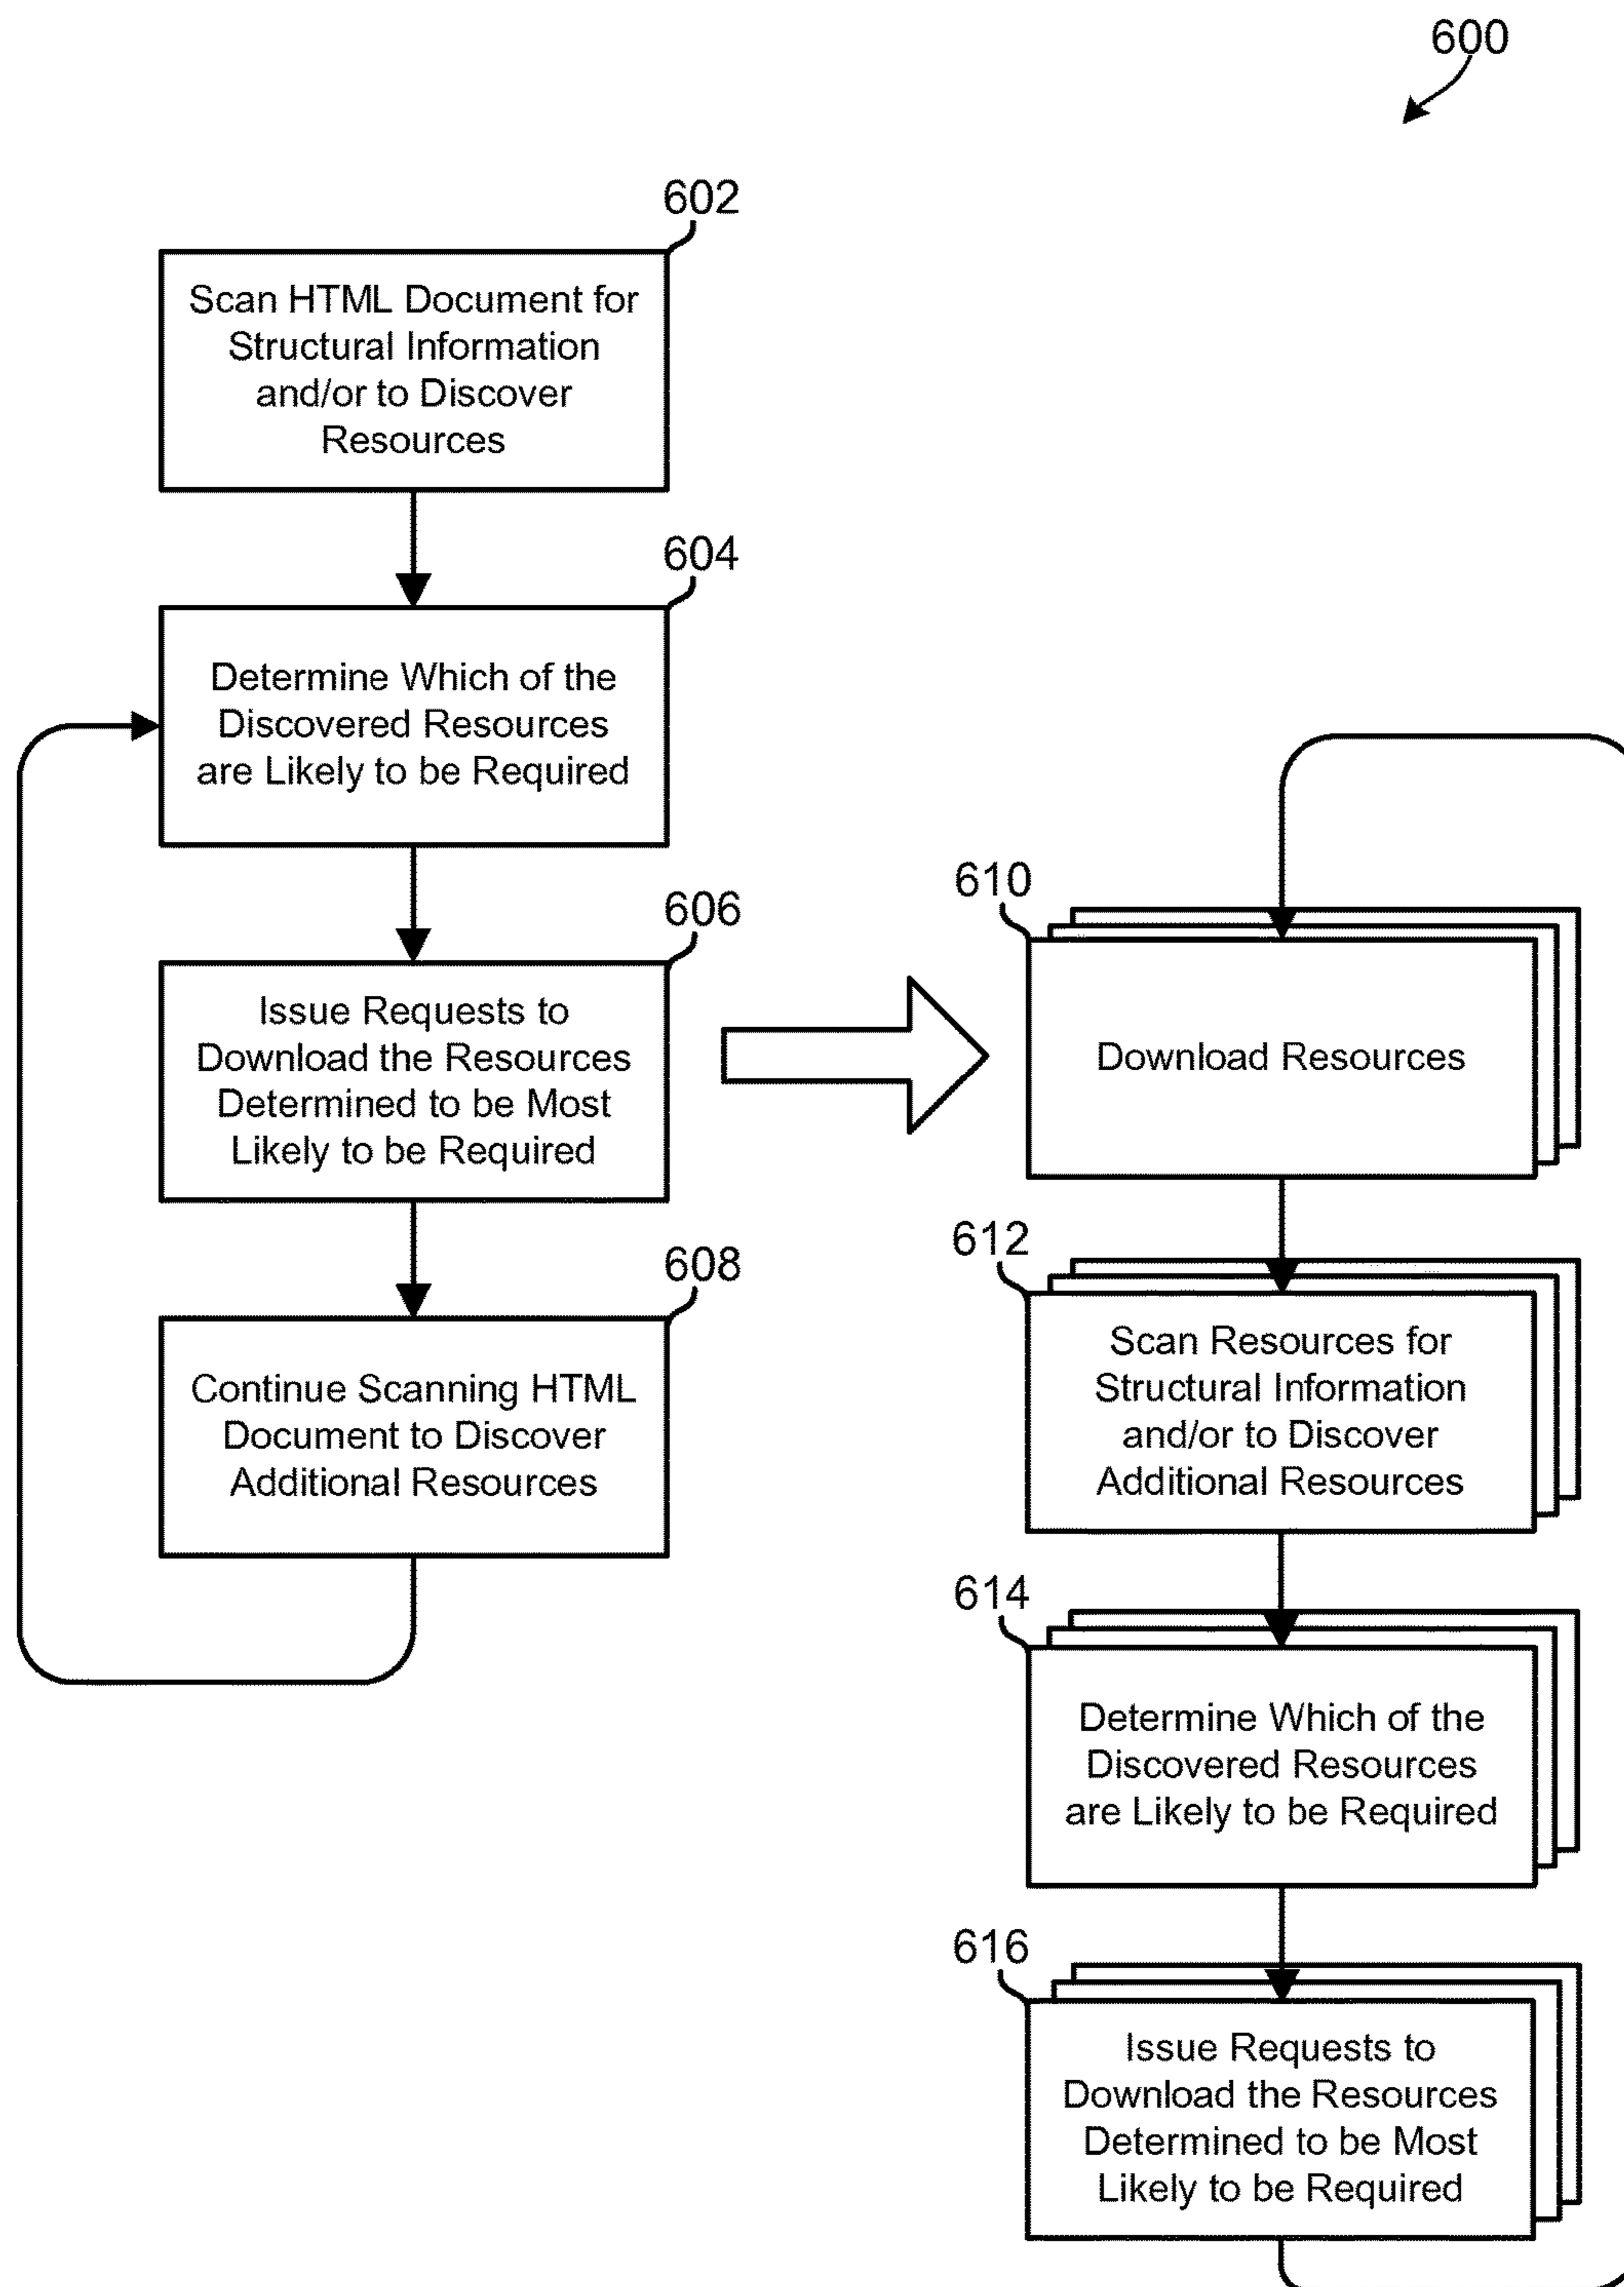 600
602
Scan HTML Document for
Structural Information
and/or to Discover
Resources
604
Determine Which of the
Discovered Resources
are Likely to be Required
606
Issue Requests to
Download the Resources
Determined to be Most
Likely to be Required
608
Continue Scanning HTML
Document to Discover
Additional Resources
610
Download Resources
612
Scan Resources for
Structural Information
and/or to Discover
Additional Resources
614
Determine Which of the
Discovered Resources
are Likely to be Required
616
Issue Requests to
Download the Resources
Determined to be Most
Likely to be Required